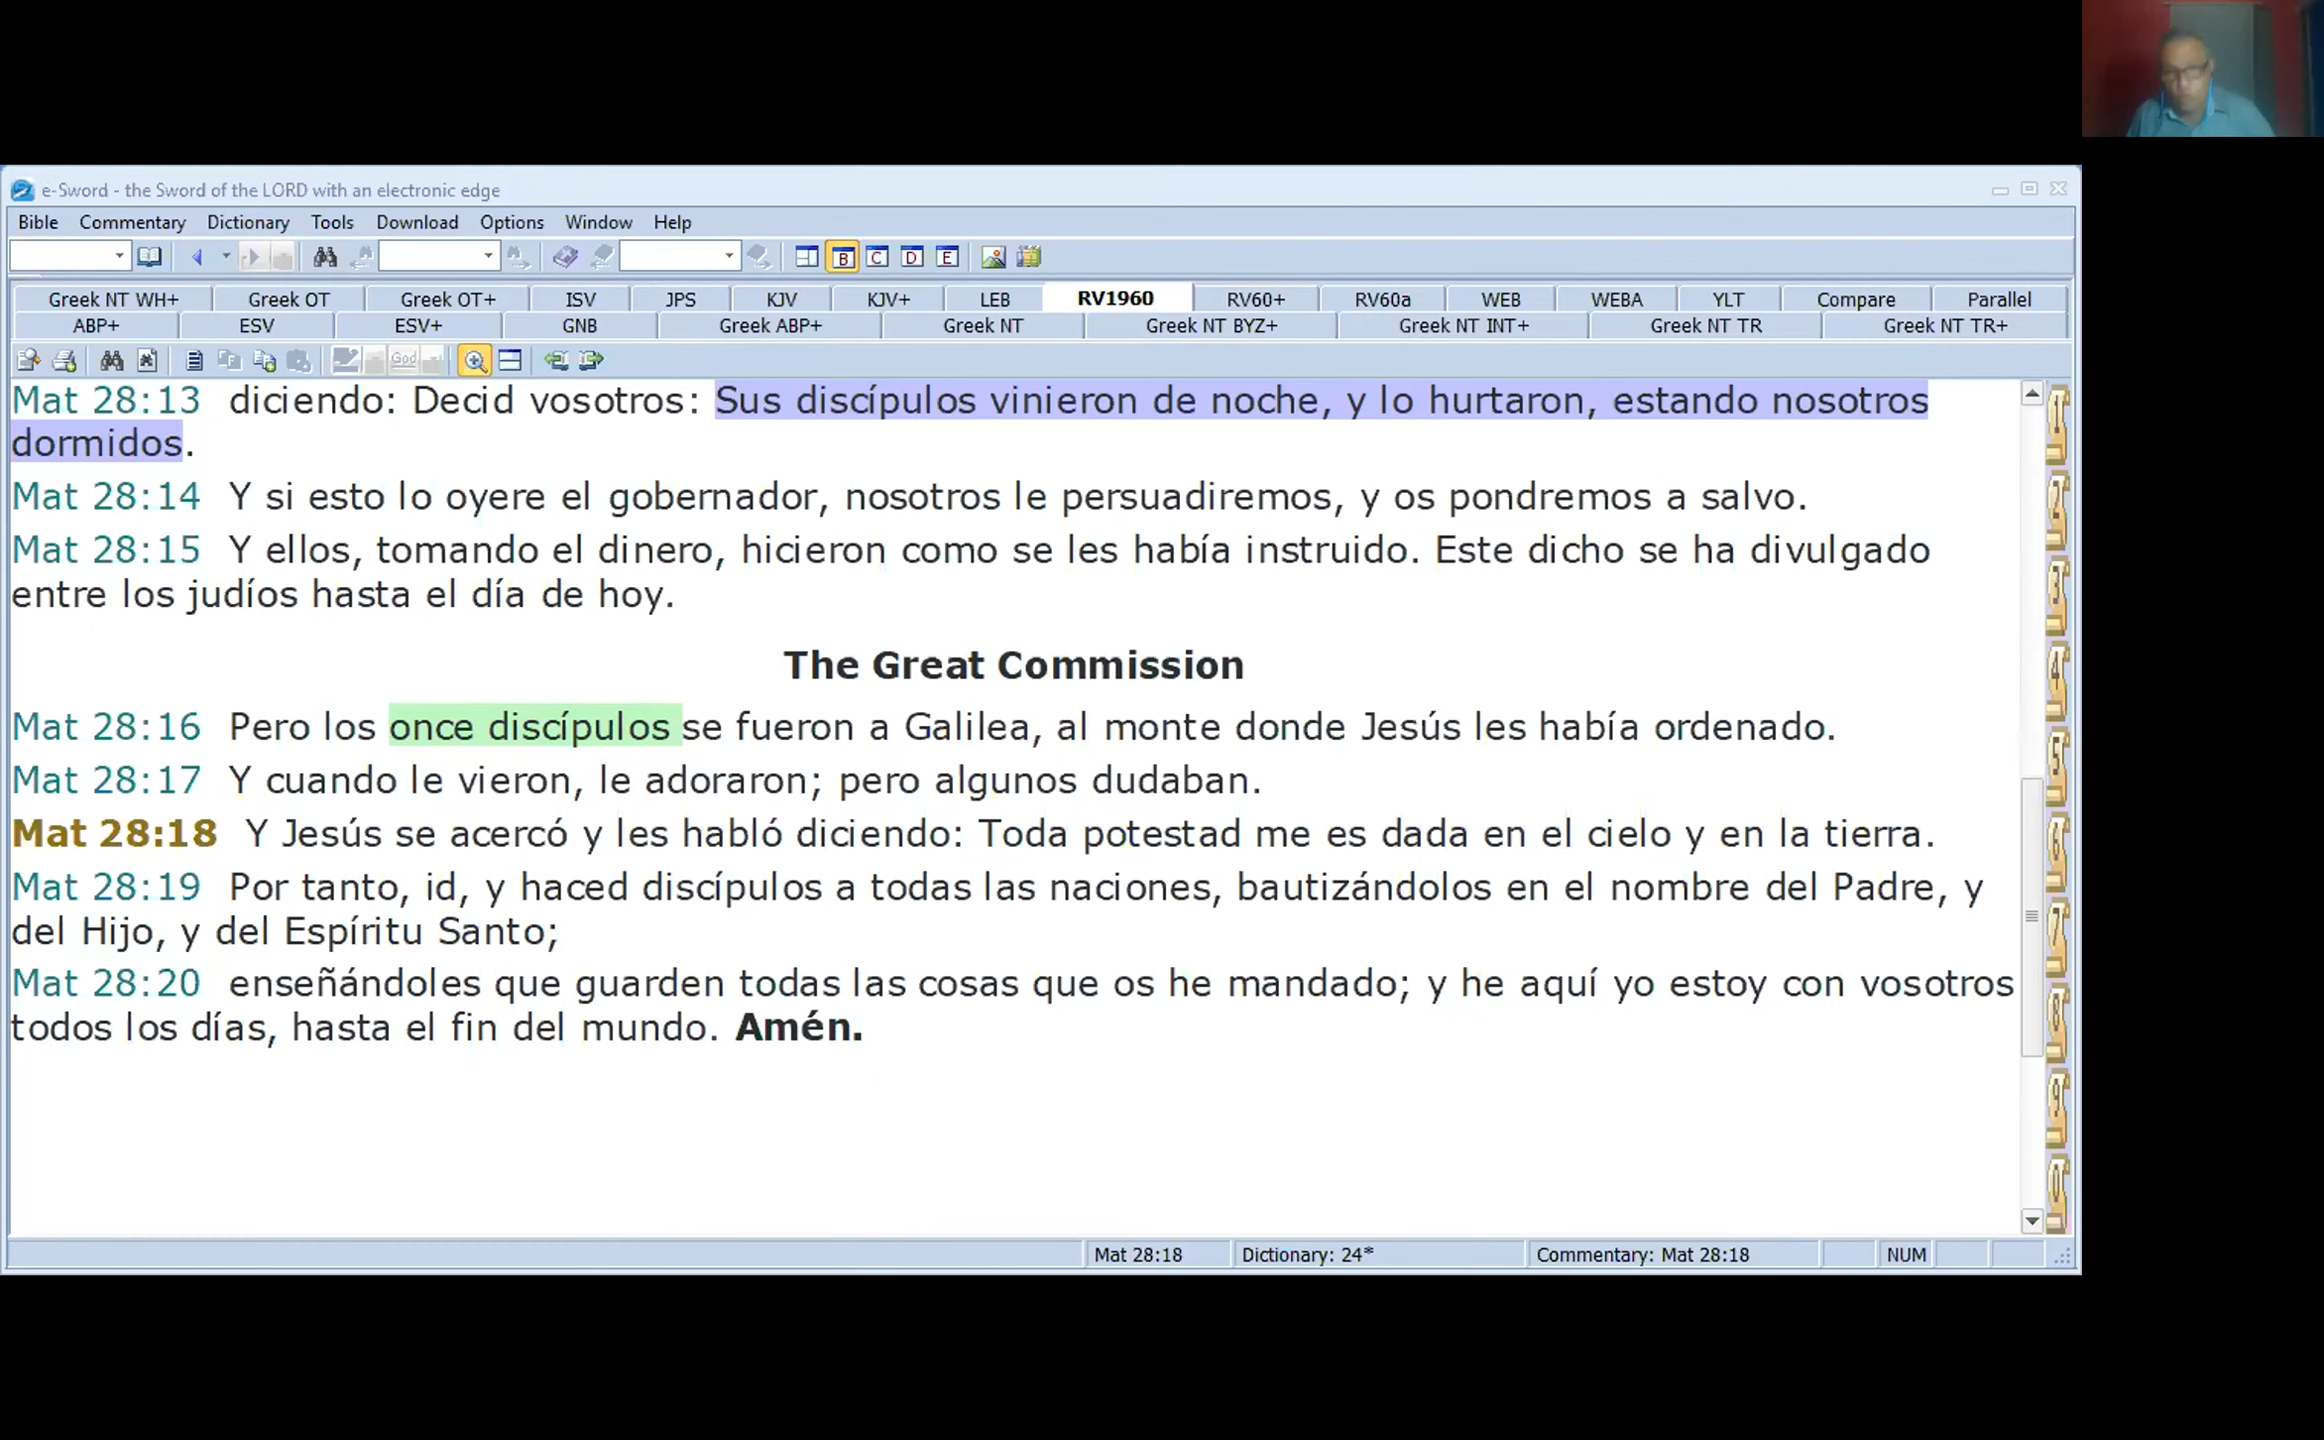 e-Sword - the Sword of the LORD with an electronic edge
Bible Commentary Dictionary Tools Download Options Window Help
B C D E
Greek NT WH+ Greek OT Greek OT+ ISV JPS KJV KJV+ LEB RV1960 RV60+ RV60a WEB WEBA YLT Compare Parallel
ABP+ ESV ESV+ GNB Greek ABP+ Greek NT Greek NT BYZ+ Greek NT INT+ Greek NT TR Greek NT TR+
God
Mat 28:13 diciendo: Decid vosotros: Sus discípulos vinieron de noche, y lo hurtaron, estando nosotros
dormidos.
Mat 28:14 Y si esto lo oyere el gobernador, nosotros le persuadiremos, y os pondremos a salvo.
Mat 28:15 Y ellos, tomando el dinero, hicieron como se les había instruido. Este dicho se ha divulgado
entre los judíos hasta el día de hoy.
The Great Commission
Mat 28:16 Pero los once discípulos se fueron a Galilea, al monte donde Jesús les había ordenado.
Mat 28:17 Y cuando le vieron, le adoraron; pero algunos dudaban.
Mat 28:18 Y Jesús se acercó y les habló diciendo: Toda potestad me es dada en el cielo y en la tierra.
Mat 28:19 Por tanto, id, y haced discípulos a todas las naciones, bautizándolos en el nombre del Padre, y
del Hijo, y del Espíritu Santo;
Mat 28:20 enseñándoles que guarden todas las cosas que os he mandado; y he aquí yo estoy con vosotros
todos los días, hasta el fin del mundo. Amén.
1
2
3
4
5
6
7
8
9
0
Mat 28:18 Dictionary: 24* Commentary: Mat 28:18 NUM